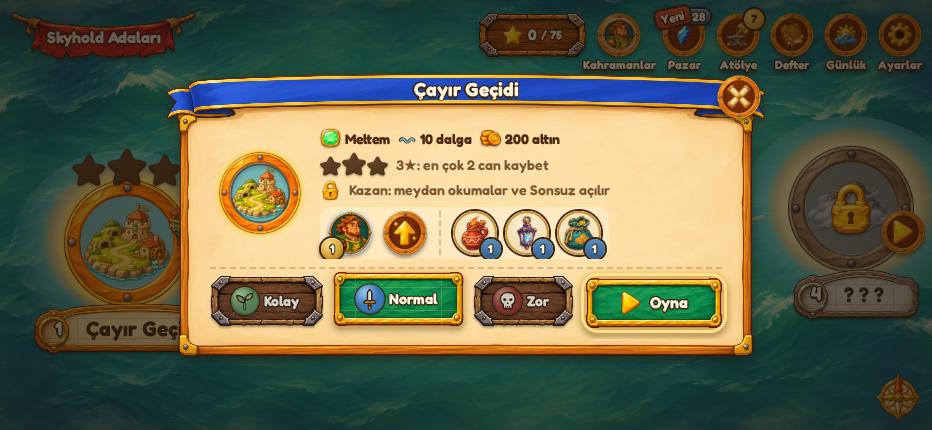 Skyhold Adaları
0 / 75
Yeni
28
7
Kahramanlar
Pazar
Atölye
Defter
Günlük
Ayarlar
Çayır Geçidi
Meltem 10 dalga 200 altın
3★: en çok 2 can kaybet
Kazan: meydan okumalar ve Sonsuz açılır
1
1
1
1
Kolay
Normal
Zor
Oyna
1
Çayır Geçi
4
???